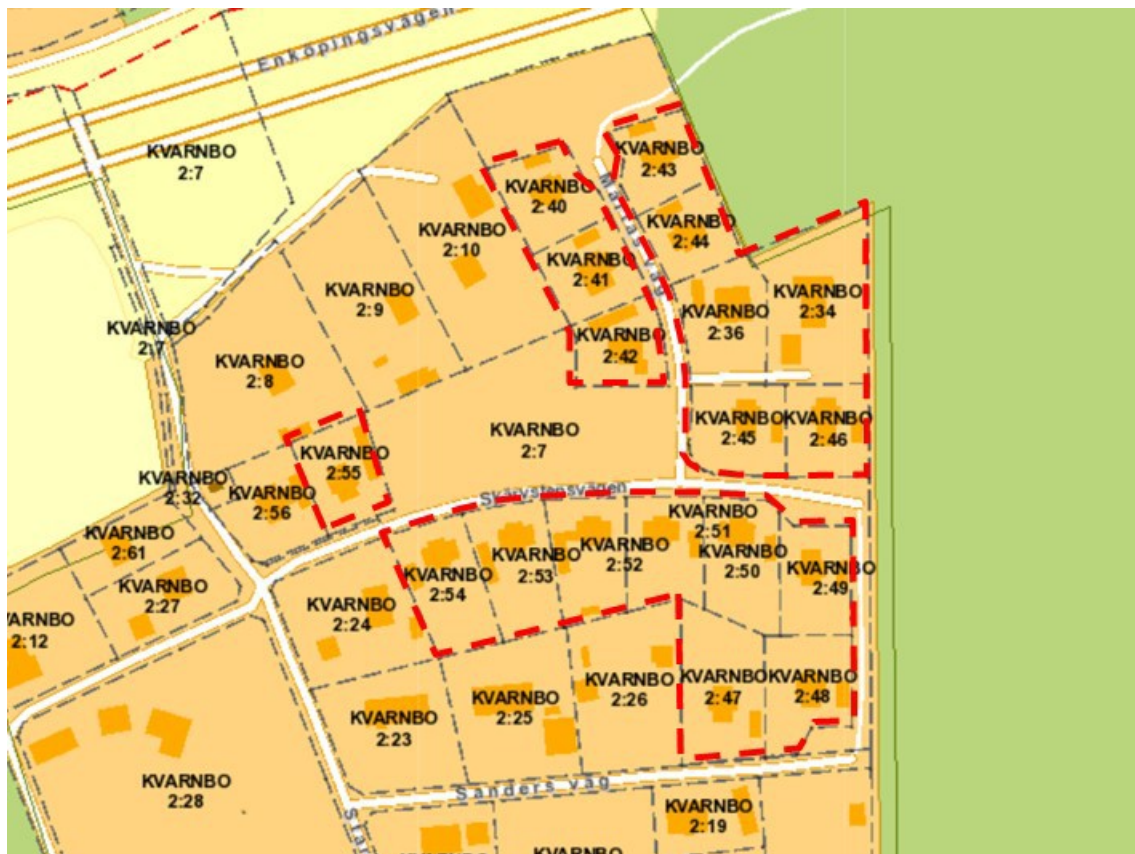 Enköpingsvägen
KVARNBO
2:7
KVARNBO
2:43
KVARNBO
2:40
Märtas väg
KVARNBO
2:10
KVARNBO
2:44
KVARNBO
2:41
KVARNBO
2:9
KVARNBO
2:34
KVARNBO
2:36
KVARNBO
2:7
KVARNBO
2:42
KVARNBO
2:8
KVARNBO
2:45
KVARNBO
2:46
KVARNBO
2:7
KVARNBO
2:55
KVARNBO
2:32
KVARNBO
2:56
Skärvstensvägen
KVARNBO
2:51
KVARNBO
2:61
KVARNBO
2:53
KVARNBO
2:52
KVARNBO
2:50
KVARNBO
2:49
KVARNBO
2:54
KVARNBO
2:27
KVARNBO
2:24
VARNBO
2:12
KVARNBO
2:26
KVARNBO
2:47
KVARNBO
2:48
KVARNBO
2:25
KVARNBO
2:23
KVARNBO
2:28
Sanders väg
KVARNBO
2:19
Star
KVARNBO